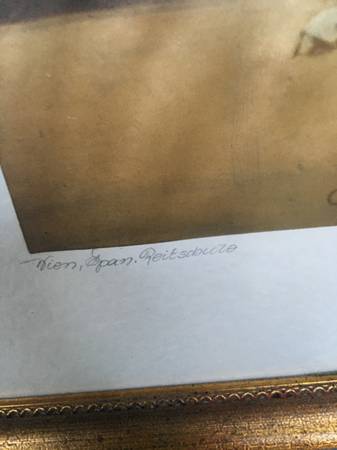 Wien, Span. Reitschule